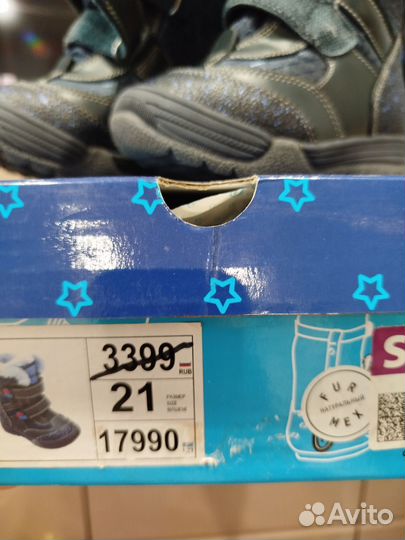 3399
RUB
21
РАЗМЕР
SIZE
17990
FUR
НАТУРАЛЬНЫЙ
МЕХ
S
Avito